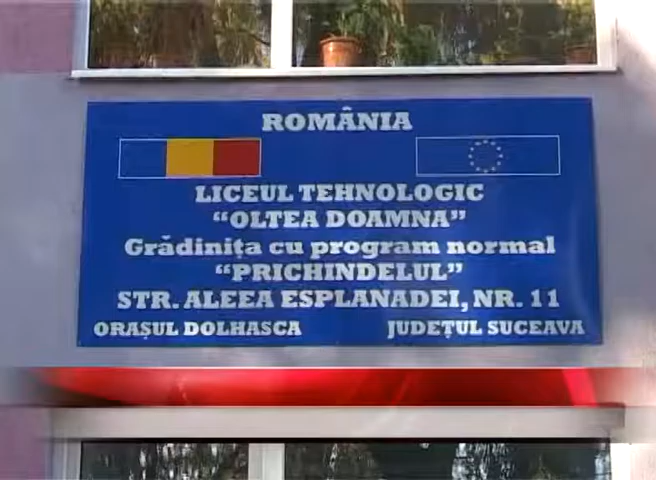 ROMÂNIA
LICEUL TEHNOLOGIC
“OLTEA DOAMNA”
Grădinița cu program normal
“PRICHINDELUL”
STR. ALEEA ESPLANADEI, NR. 11
ORAȘUL DOLHASCA JUDEȚUL SUCEAVA